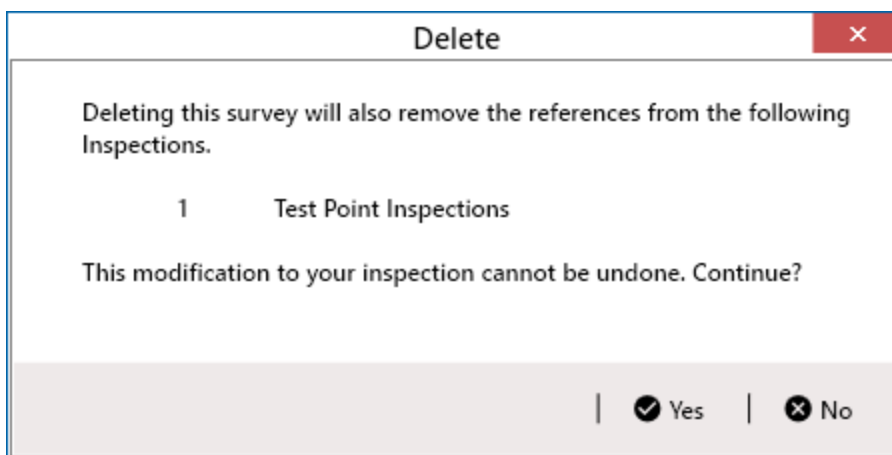 Delete
Deleting this survey will also remove the references from the following
Inspections.
1 Test Point Inspections
This modification to your inspection cannot be undone. Continue?
Yes No